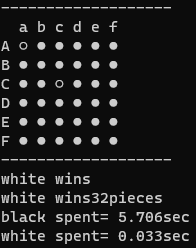 --------------------
a b c d e f
A ○ ● ● ● ● ●
B ● ● ● ● ● ●
C ● ● ○ ● ● ●
D ● ● ● ● ● ●
E ● ● ● ● ● ●
F ● ● ● ● ● ●
--------------------
white wins
white wins32pieces
black spent= 5.706sec
white spent= 0.033sec